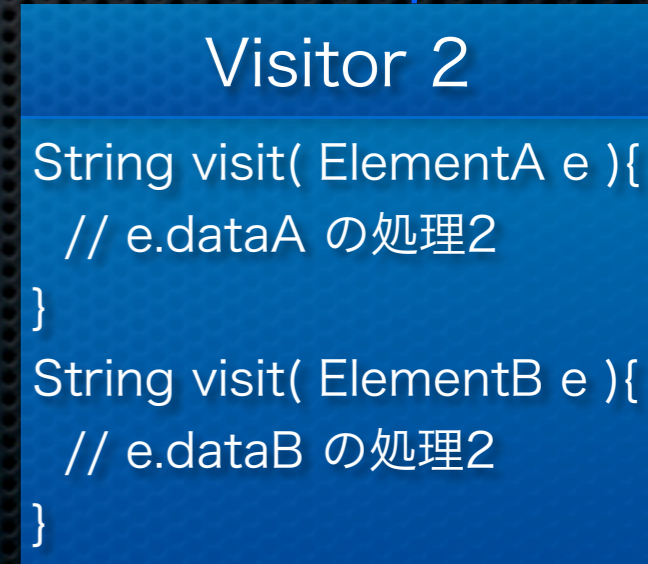 Visitor 2
String visit( ElementA e ){
// e.dataA の処理2
}
String visit( ElementB e ){
// e.dataB の処理2
}